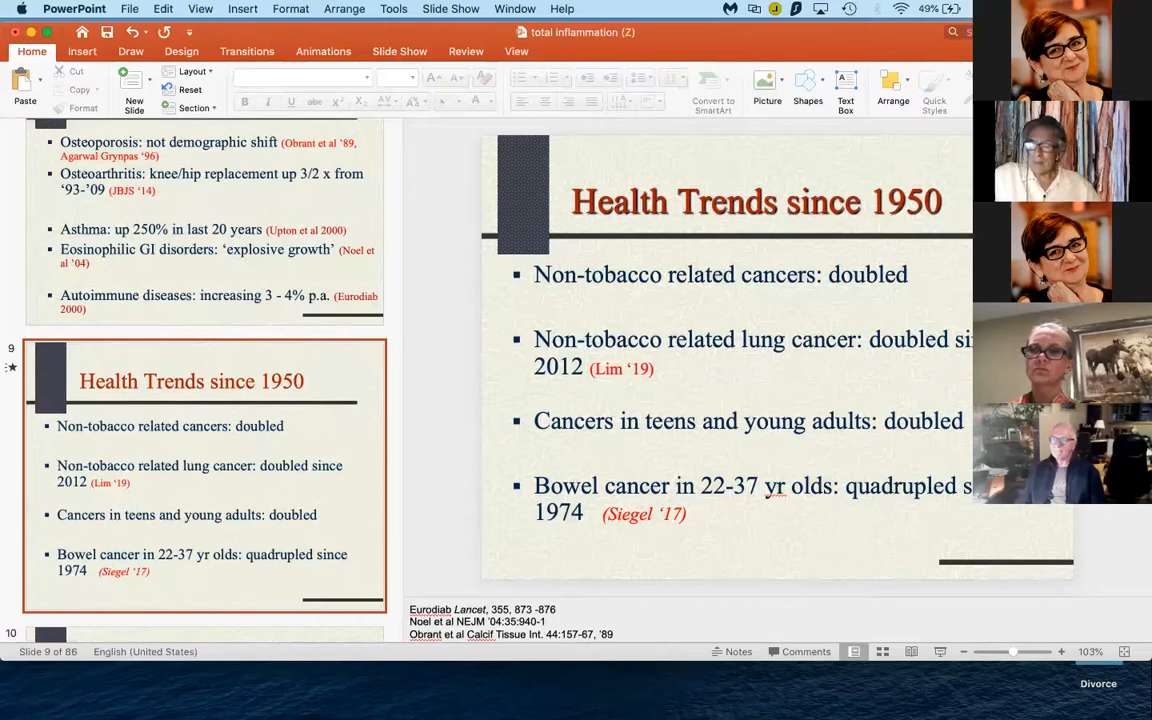 PowerPoint File Edit View Insert Format Arrange Tools Slide Show Window Help 49%
total inflammation (Z)
Home Insert Draw Design Transitions Animations Slide Show Review View
Paste
Cut
Copy
Format
New Slide
Layout
Reset
Section
Convert to SmartArt
Picture
Shapes
Text Box
Arrange
Quick Styles
Osteoporosis: not demographic shift (Obrant et al ‘89,
Agarwal Grynpas ‘96)
Osteoarthritis: knee/hip replacement up 3/2 x from
‘93-’09 (JBJS ‘14)
Asthma: up 250% in last 20 years (Upton et al 2000)
Eosinophilic GI disorders: ‘explosive growth’ (Noel et
al ‘04)
Autoimmune diseases: increasing 3 - 4% p.a. (Eurodiab
2000)
9
Health Trends since 1950
Non-tobacco related cancers: doubled
Non-tobacco related lung cancer: doubled since
2012 (Lim ‘19)
Cancers in teens and young adults: doubled
Bowel cancer in 22-37 yr olds: quadrupled since
1974 (Siegel ‘17)
10
Health Trends since 1950
Non-tobacco related cancers: doubled
Non-tobacco related lung cancer: doubled si
2012 (Lim ‘19)
Cancers in teens and young adults: doubled
Bowel cancer in 22-37 yr olds: quadrupled s
1974 (Siegel ‘17)
Eurodiab Lancet, 355, 873 -876
Noel et al NEJM ’04:35:940-1
Obrant et al Calcif Tissue Int. 44:157-67, ’89
Slide 9 of 86 English (United States) Notes Comments 103%
Divorce